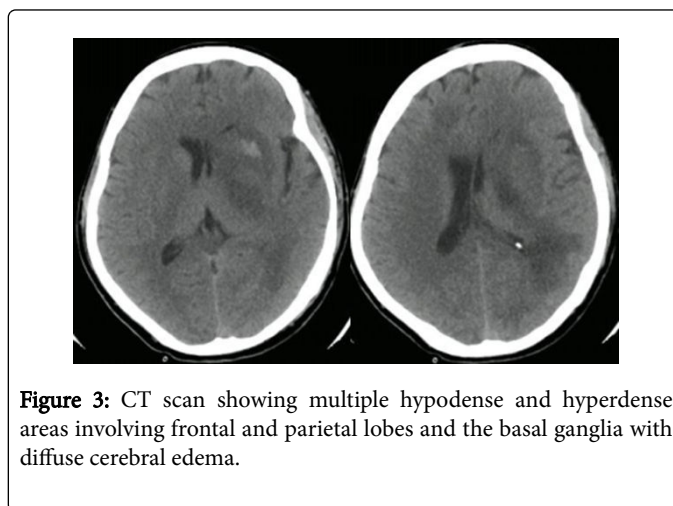 Figure 3: CT scan showing multiple hypodense and hyperdense
areas involving frontal and parietal lobes and the basal ganglia with
diffuse cerebral edema.